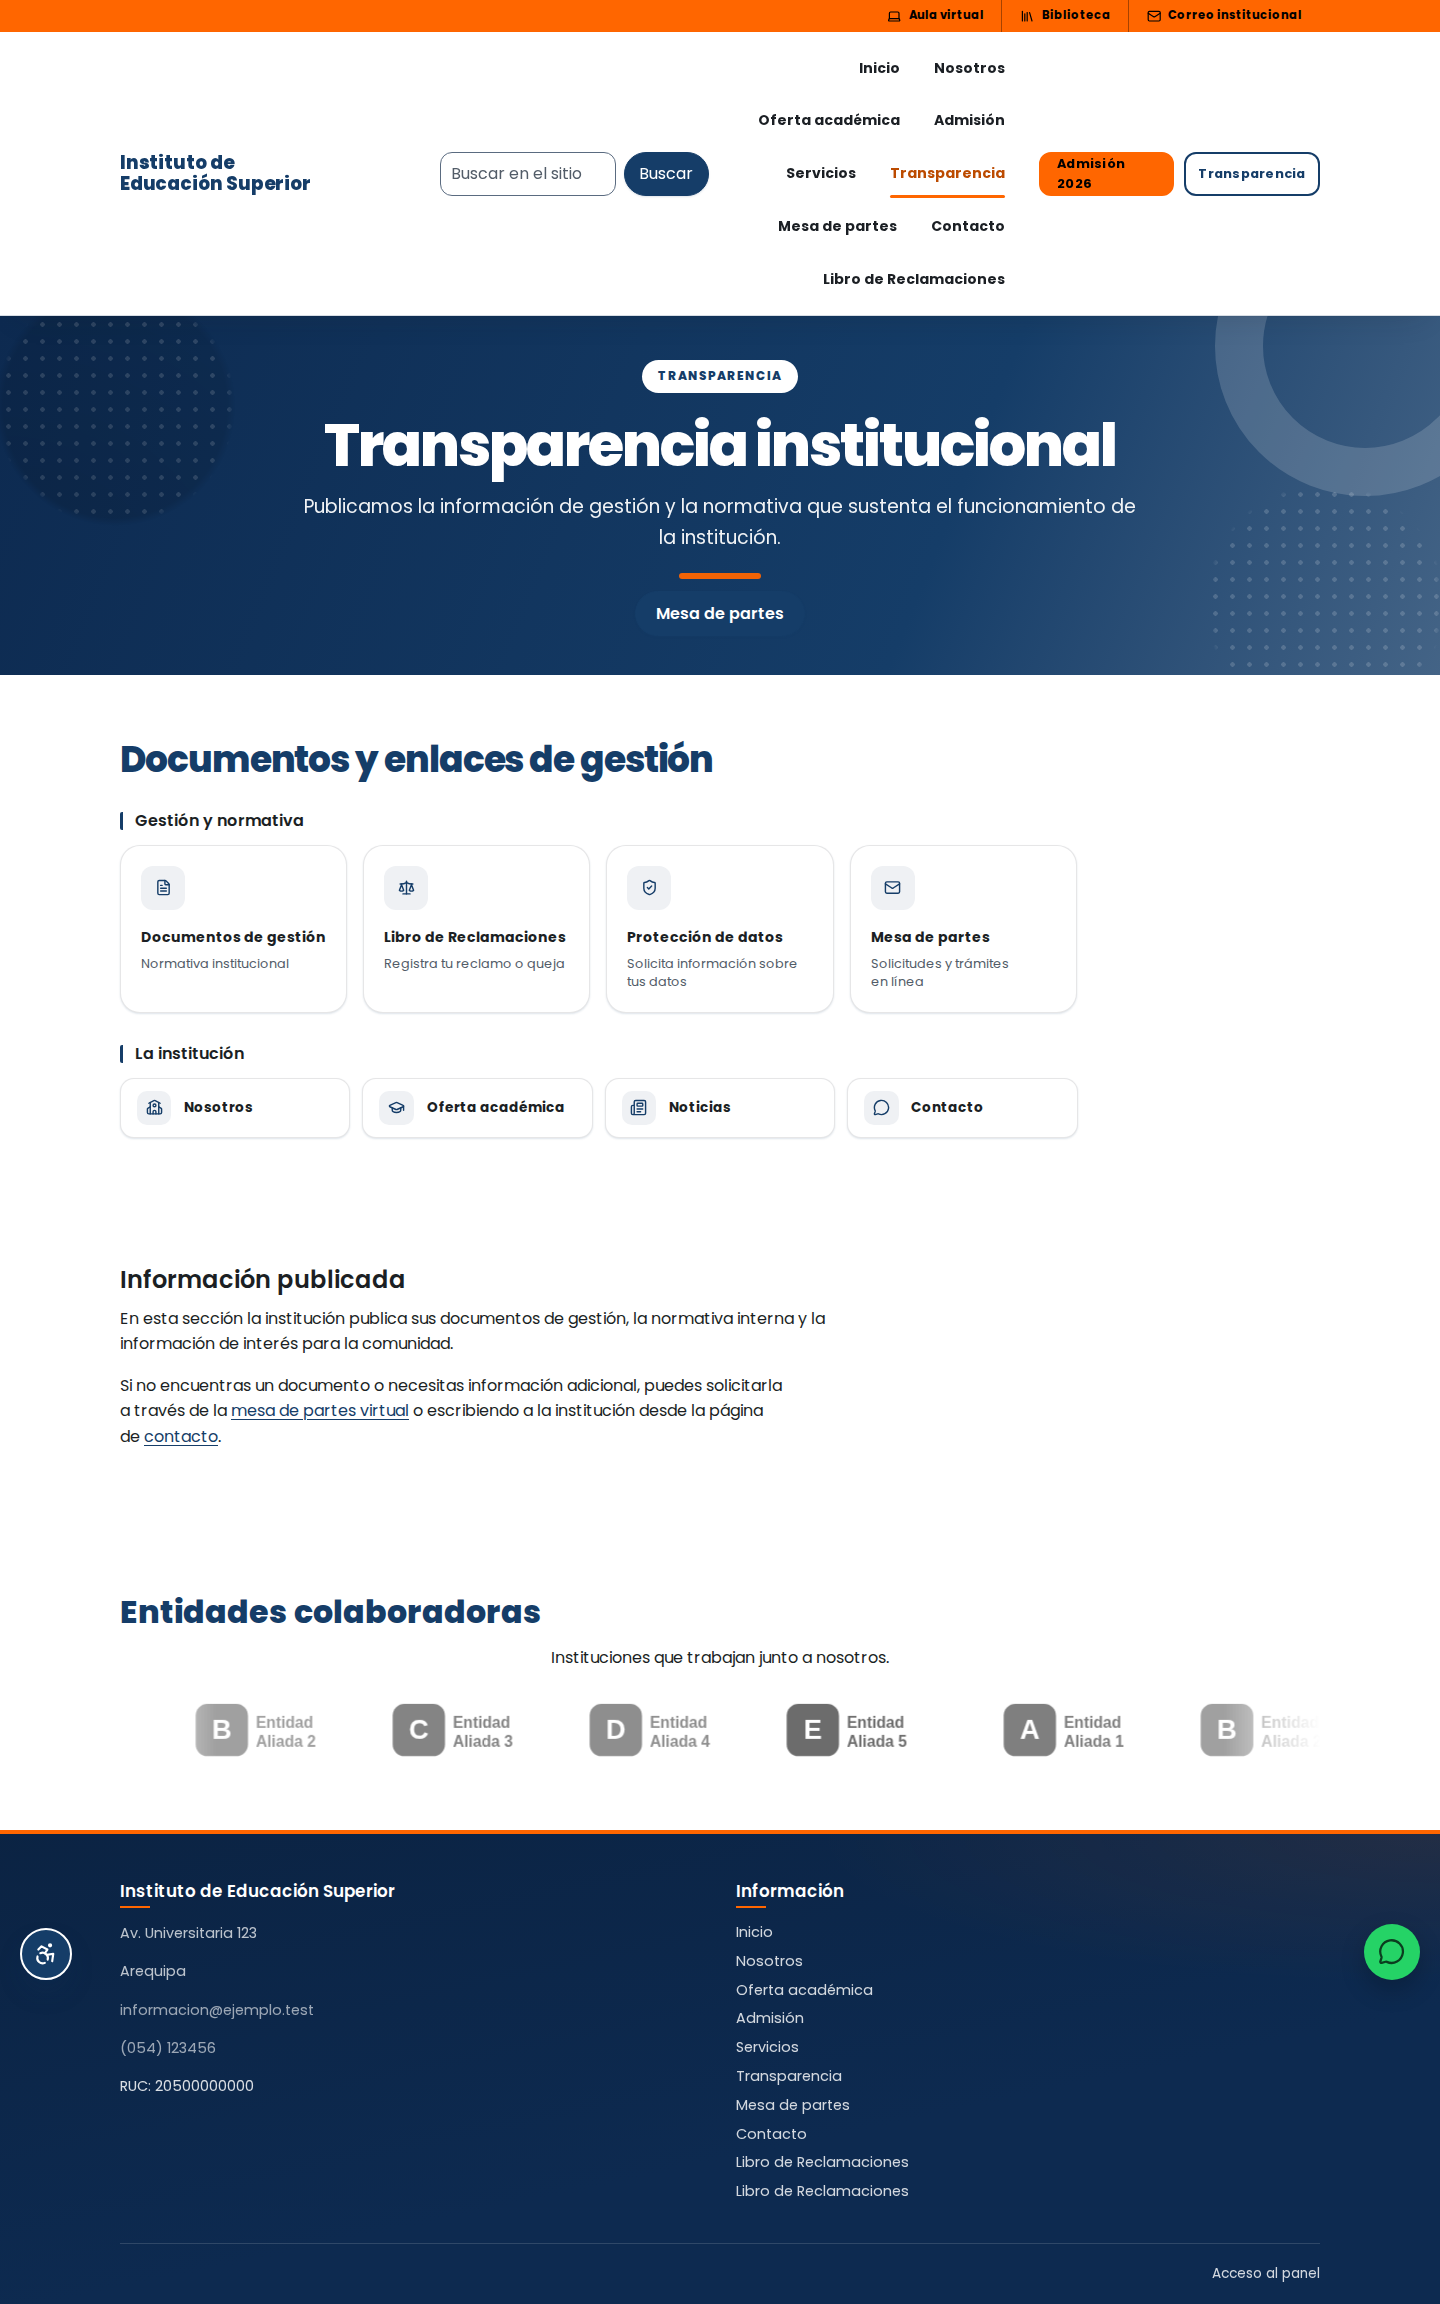 Aula virtual
Biblioteca
Correo institucional
Inicio
Nosotros
Oferta académica
Admisión
Instituto de
Educación Superior
Buscar en el sitio
Buscar
Servicios
Transparencia
Admisión
2026
Transparencia
Mesa de partes
Contacto
Libro de Reclamaciones
TRANSPARENCIA
Transparencia institucional
Publicamos la información de gestión y la normativa que sustenta el funcionamiento de
la institución.
Mesa de partes
Documentos y enlaces de gestión
Gestión y normativa
Documentos de gestión
Normativa institucional
Libro de Reclamaciones
Registra tu reclamo o queja
Protección de datos
Solicita información sobre
tus datos
Mesa de partes
Solicitudes y trámites
en línea
La institución
Nosotros
Oferta académica
Noticias
Contacto
Información publicada
En esta sección la institución publica sus documentos de gestión, la normativa interna y la
información de interés para la comunidad.
Si no encuentras un documento o necesitas información adicional, puedes solicitarla
a través de la mesa de partes virtual o escribiendo a la institución desde la página
de contacto.
Entidades colaboradoras
Instituciones que trabajan junto a nosotros.
B
Entidad
Aliada 2
C
Entidad
Aliada 3
D
Entidad
Aliada 4
E
Entidad
Aliada 5
A
Entidad
Aliada 1
B
Entidad
Aliada
Instituto de Educación Superior
Av. Universitaria 123
Arequipa
informacion@ejemplo.test
(054) 123456
RUC: 20500000000
Información
Inicio
Nosotros
Oferta académica
Admisión
Servicios
Transparencia
Mesa de partes
Contacto
Libro de Reclamaciones
Libro de Reclamaciones
Acceso al panel